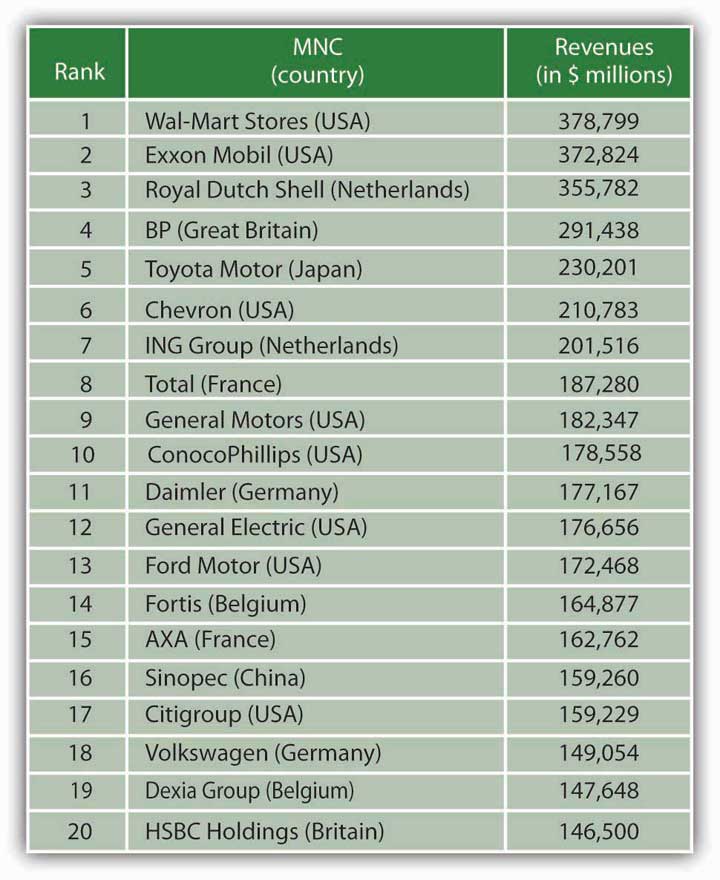 Rank MNC (country) Revenues (in $ millions)
1 Wal-Mart Stores (USA) 378,799
2 Exxon Mobil (USA) 372,824
3 Royal Dutch Shell (Netherlands) 355,782
4 BP (Great Britain) 291,438
5 Toyota Motor (Japan) 230,201
6 Chevron (USA) 210,783
7 ING Group (Netherlands) 201,516
8 Total (France) 187,280
9 General Motors (USA) 182,347
10 ConocoPhillips (USA) 178,558
11 Daimler (Germany) 177,167
12 General Electric (USA) 176,656
13 Ford Motor (USA) 172,468
14 Fortis (Belgium) 164,877
15 AXA (France) 162,762
16 Sinopec (China) 159,260
17 Citigroup (USA) 159,229
18 Volkswagen (Germany) 149,054
19 Dexia Group (Belgium) 147,648
20 HSBC Holdings (Britain) 146,500